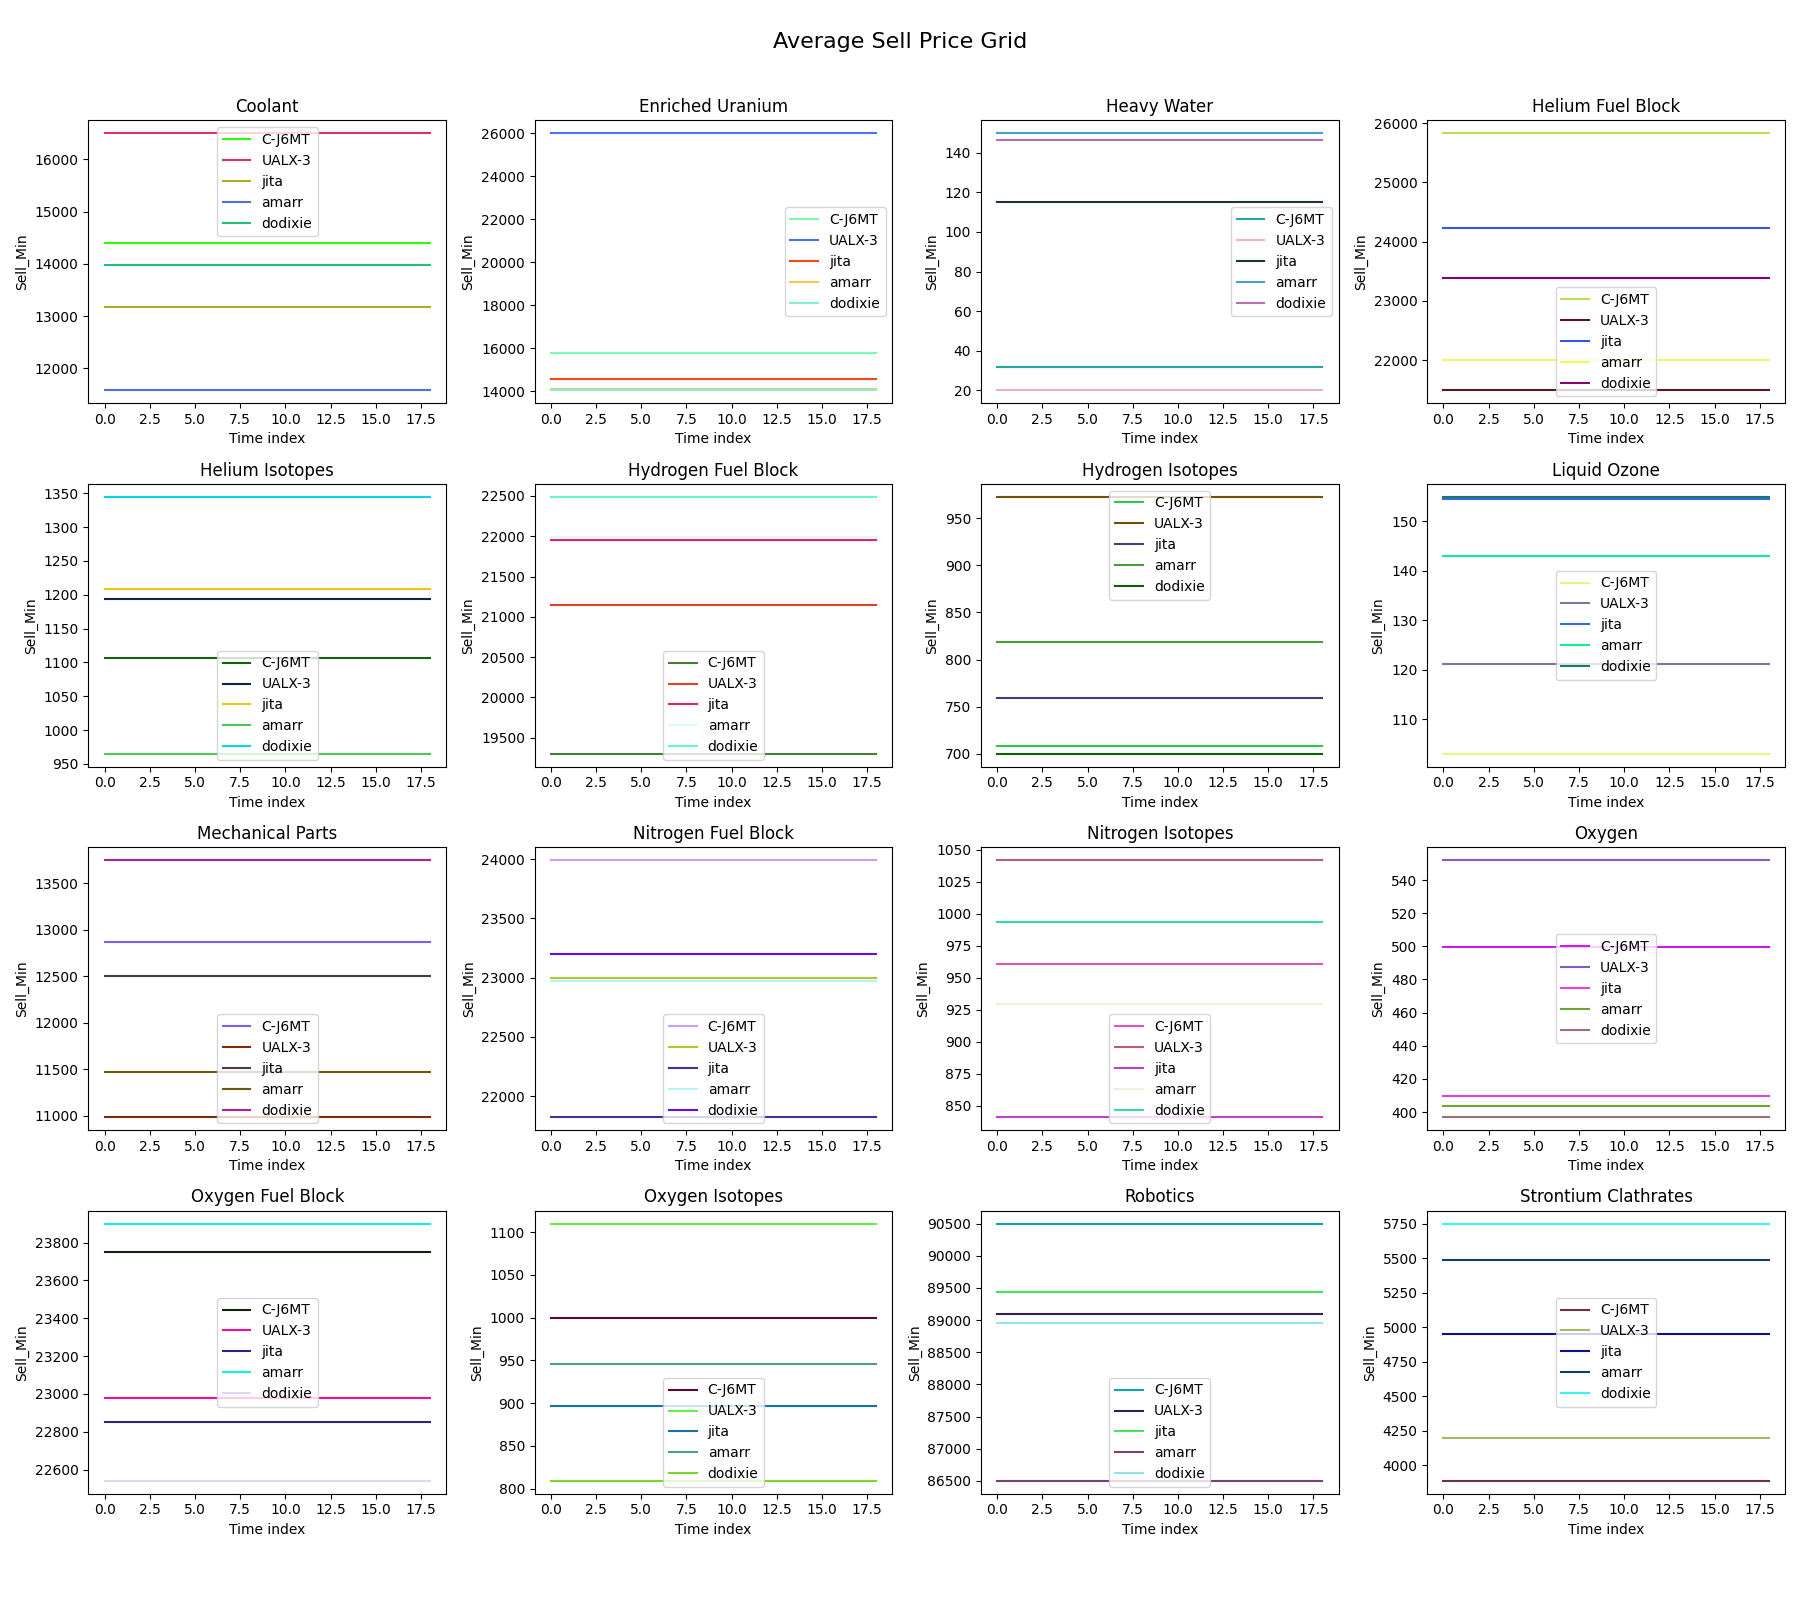 Average Sell Price Grid
Coolant
Sell_Min
16000
15000
14000
13000
12000
C-J6MT
UALX-3
jita
amarr
dodixie
0.0 2.5 5.0 7.5 10.0 12.5 15.0 17.5
Time index
Enriched Uranium
Sell_Min
26000
24000
22000
20000
18000
16000
14000
C-J6MT
UALX-3
jita
amarr
dodixie
0.0 2.5 5.0 7.5 10.0 12.5 15.0 17.5
Time index
Heavy Water
Sell_Min
140
120
100
80
60
40
20
C-J6MT
UALX-3
jita
amarr
dodixie
0.0 2.5 5.0 7.5 10.0 12.5 15.0 17.5
Time index
Helium Fuel Block
Sell_Min
26000
25000
24000
23000
22000
C-J6MT
UALX-3
jita
amarr
dodixie
0.0 2.5 5.0 7.5 10.0 12.5 15.0 17.5
Time index
Helium Isotopes
Sell_Min
1350
1300
1250
1200
1150
1100
1050
1000
950
C-J6MT
UALX-3
jita
amarr
dodixie
0.0 2.5 5.0 7.5 10.0 12.5 15.0 17.5
Time index
Hydrogen Fuel Block
Sell_Min
22500
22000
21500
21000
20500
20000
19500
C-J6MT
UALX-3
jita
amarr
dodixie
0.0 2.5 5.0 7.5 10.0 12.5 15.0 17.5
Time index
Hydrogen Isotopes
Sell_Min
950
900
850
800
750
700
C-J6MT
UALX-3
jita
amarr
dodixie
0.0 2.5 5.0 7.5 10.0 12.5 15.0 17.5
Time index
Liquid Ozone
Sell_Min
150
140
130
120
110
C-J6MT
UALX-3
jita
amarr
dodixie
0.0 2.5 5.0 7.5 10.0 12.5 15.0 17.5
Time index
Mechanical Parts
Sell_Min
13500
13000
12500
12000
11500
11000
C-J6MT
UALX-3
jita
amarr
dodixie
0.0 2.5 5.0 7.5 10.0 12.5 15.0 17.5
Time index
Nitrogen Fuel Block
Sell_Min
24000
23500
23000
22500
22000
C-J6MT
UALX-3
jita
amarr
dodixie
0.0 2.5 5.0 7.5 10.0 12.5 15.0 17.5
Time index
Nitrogen Isotopes
Sell_Min
1050
1025
1000
975
950
925
900
875
850
C-J6MT
UALX-3
jita
amarr
dodixie
0.0 2.5 5.0 7.5 10.0 12.5 15.0 17.5
Time index
Oxygen
Sell_Min
540
520
500
480
460
440
420
400
C-J6MT
UALX-3
jita
amarr
dodixie
0.0 2.5 5.0 7.5 10.0 12.5 15.0 17.5
Time index
Oxygen Fuel Block
Sell_Min
23800
23600
23400
23200
23000
22800
22600
C-J6MT
UALX-3
jita
amarr
dodixie
0.0 2.5 5.0 7.5 10.0 12.5 15.0 17.5
Time index
Oxygen Isotopes
Sell_Min
1100
1050
1000
950
900
850
800
C-J6MT
UALX-3
jita
amarr
dodixie
0.0 2.5 5.0 7.5 10.0 12.5 15.0 17.5
Time index
Robotics
Sell_Min
90500
90000
89500
89000
88500
88000
87500
87000
86500
C-J6MT
UALX-3
jita
amarr
dodixie
0.0 2.5 5.0 7.5 10.0 12.5 15.0 17.5
Time index
Strontium Clathrates
Sell_Min
5750
5500
5250
5000
4750
4500
4250
4000
C-J6MT
UALX-3
jita
amarr
dodixie
0.0 2.5 5.0 7.5 10.0 12.5 15.0 17.5
Time index